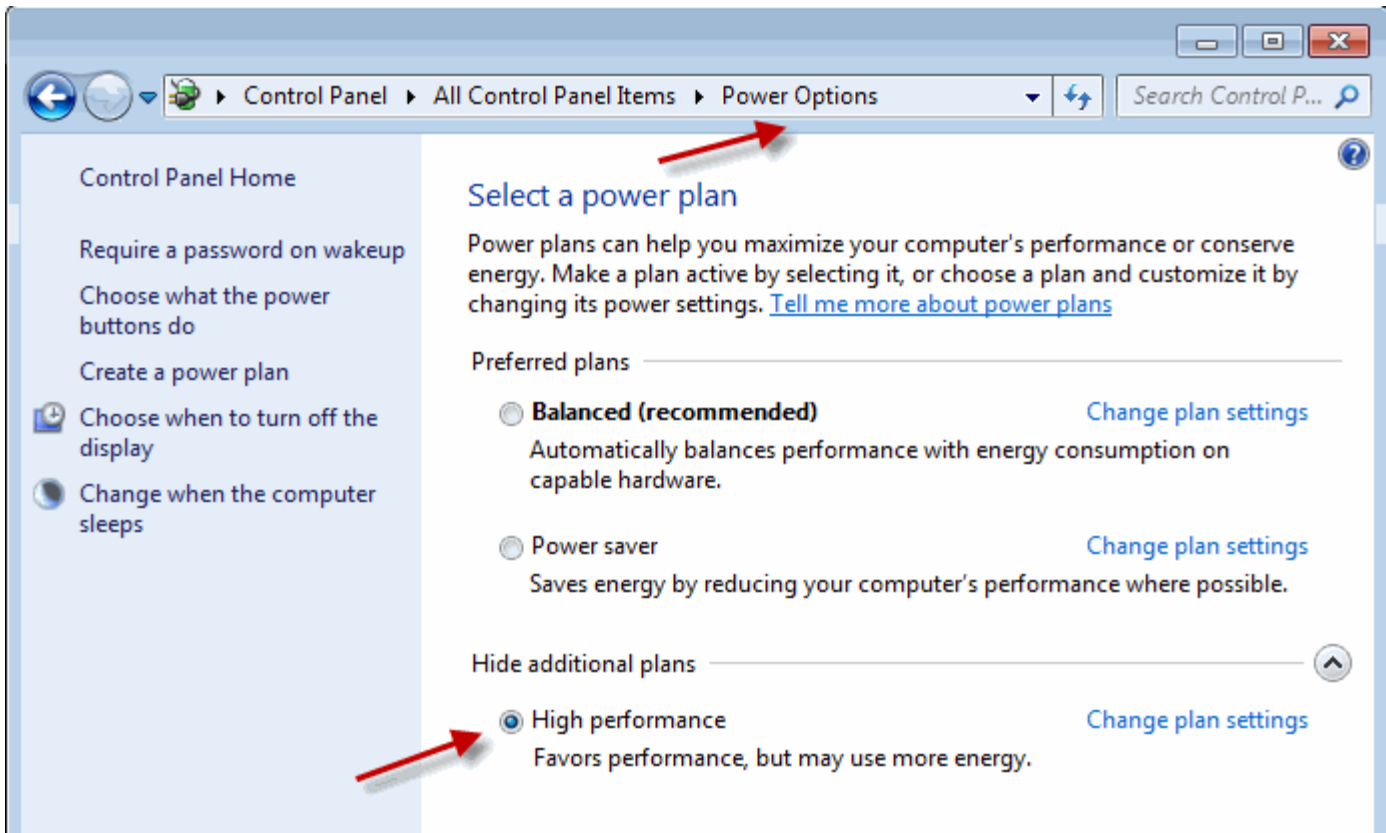 Control Panel ▸ All Control Panel Items ▸ Power Options
Search Control P...
Control Panel Home
Require a password on wakeup
Choose what the power
buttons do
Create a power plan
Choose when to turn off the
display
Change when the computer
sleeps
Select a power plan
Power plans can help you maximize your computer's performance or conserve
energy. Make a plan active by selecting it, or choose a plan and customize it by
changing its power settings. Tell me more about power plans
Preferred plans
Balanced (recommended) Change plan settings
Automatically balances performance with energy consumption on
capable hardware.
Power saver Change plan settings
Saves energy by reducing your computer's performance where possible.
Hide additional plans
High performance Change plan settings
Favors performance, but may use more energy.